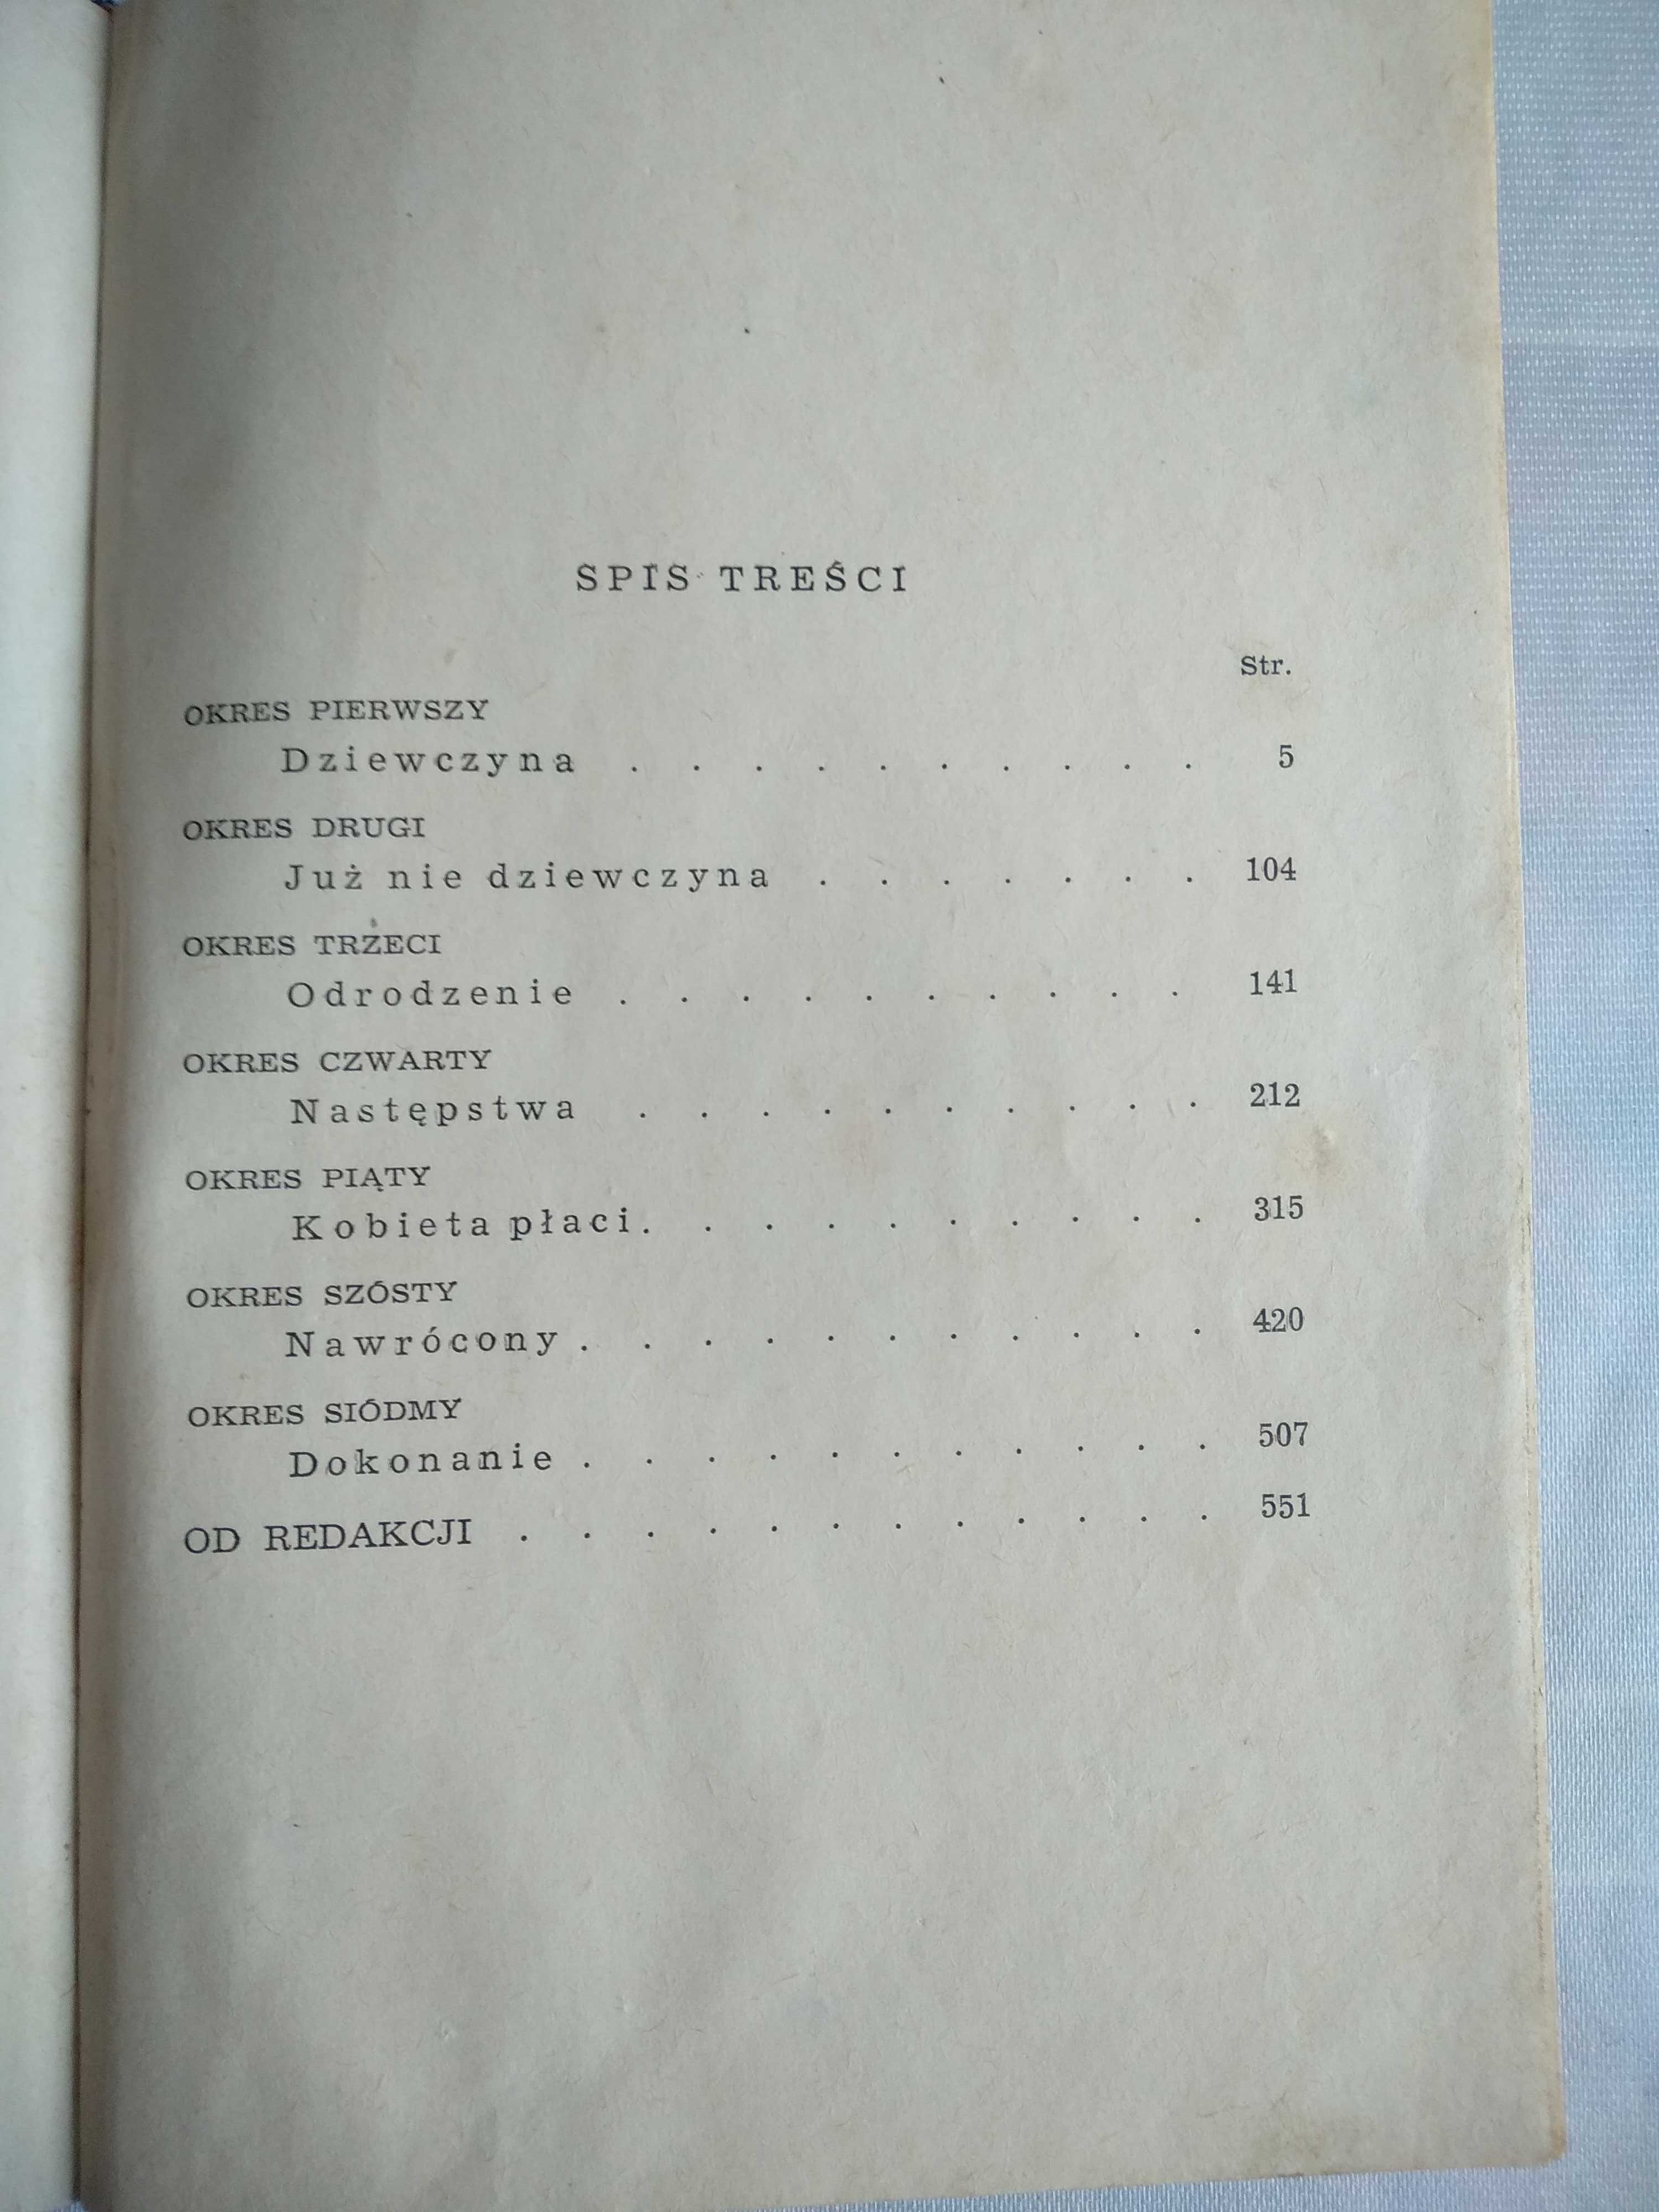 SPIS TREŚCI
Str.
OKRES PIERWSZY
Dziewczyna . . . . . . . . . . 5
OKRES DRUGI
Już nie dziewczyna . . . . . . . 104
OKRES TRZECI
Odrodzenie . . . . . . . . . . 141
OKRES CZWARTY
Następstwa . . . . . . . . . . 212
OKRES PIĄTY
Kobieta płaci. . . . . . . . . . 315
OKRES SZÓSTY
Nawrócony . . . . . . . . . . . 420
OKRES SIÓDMY
Dokonanie . . . . . . . . . . . 507
OD REDAKCJI . . . . . . . . . . . . 551